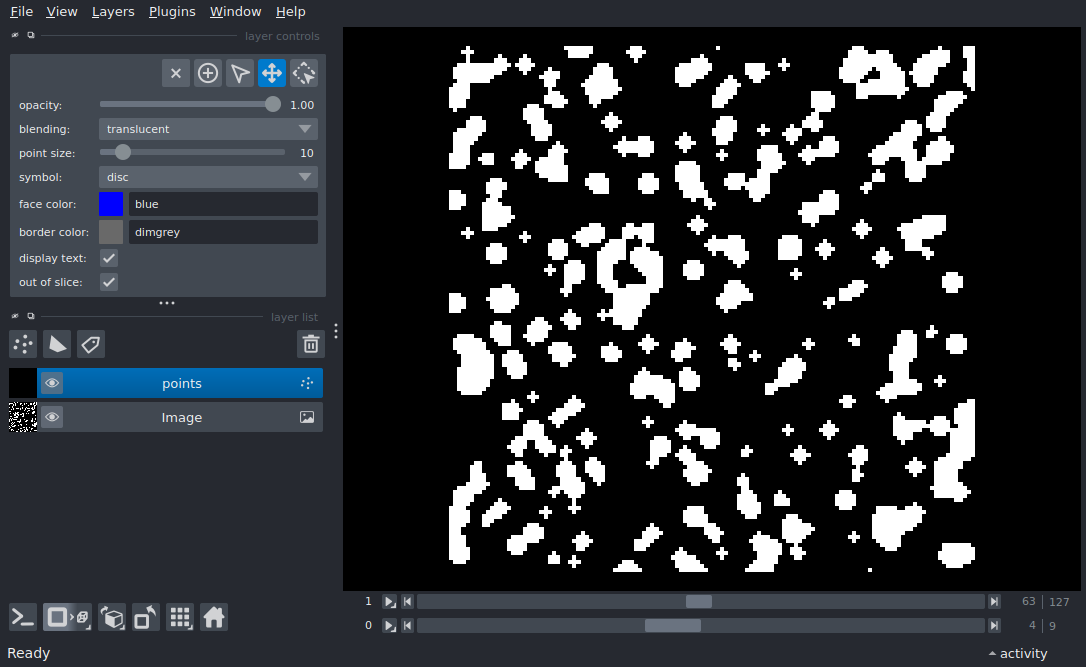 File View Layers Plugins Window Help
layer controls
opacity: 1.00
blending: translucent
point size: 10
symbol: disc
face color: blue
border color: dimgrey
display text:
out of slice:
layer list
points
Image
1 63 | 127
0 4 | 9
Ready activity